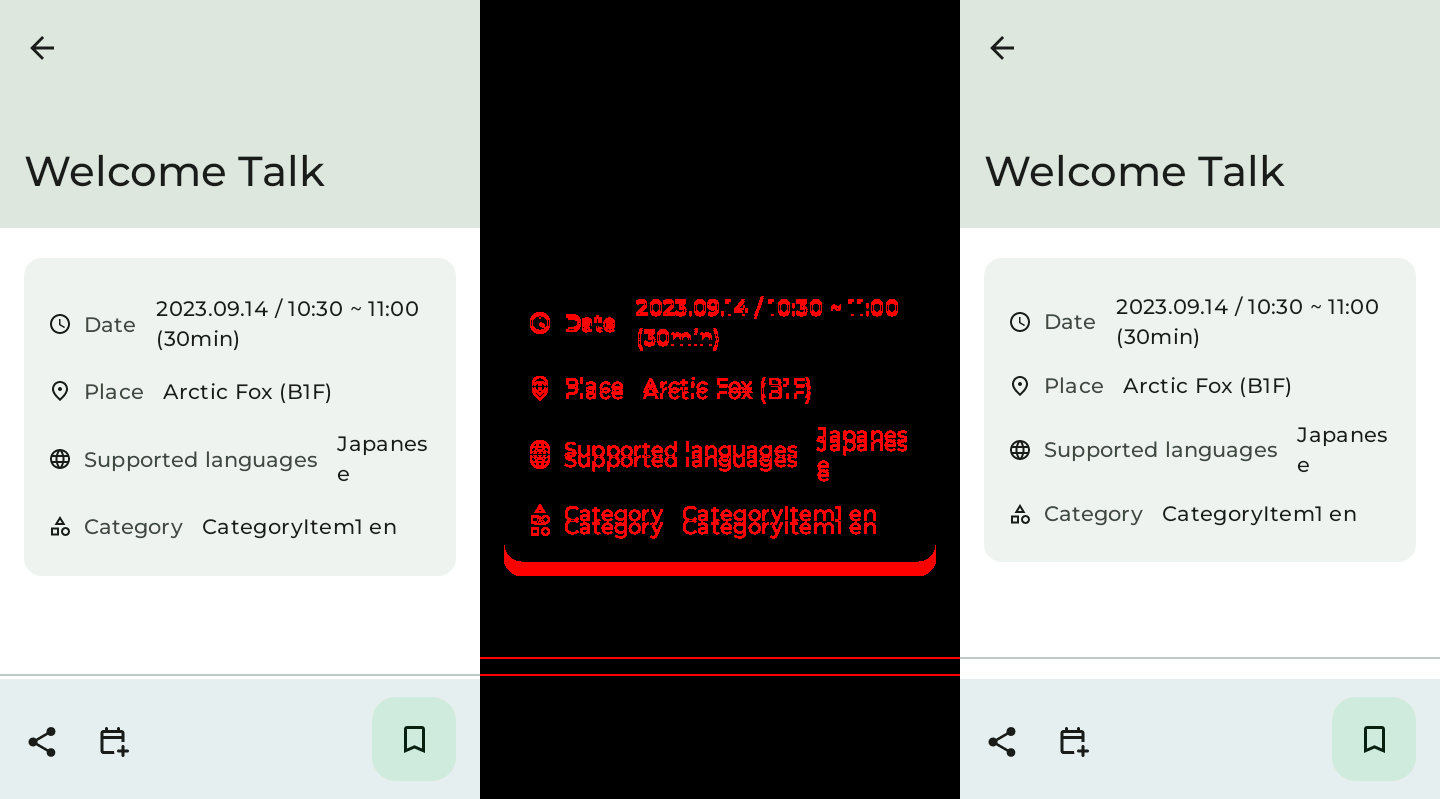 Welcome Talk
Date 2023.09.14 / 10:30 ~ 11:00
(30min)
Place Arctic Fox (B1F)
Supported languages Japanes
e
Category CategoryItem1 en
2023.09.14 / 10:30 ~ 11:00
Date
(30min)
Place Arctic Fox (B1F)
Supported languages Japanes
e
Category CategoryItem1 en
Welcome Talk
Date 2023.09.14 / 10:30 ~ 11:00
(30min)
Place Arctic Fox (B1F)
Supported languages Japanes
e
Category CategoryItem1 en